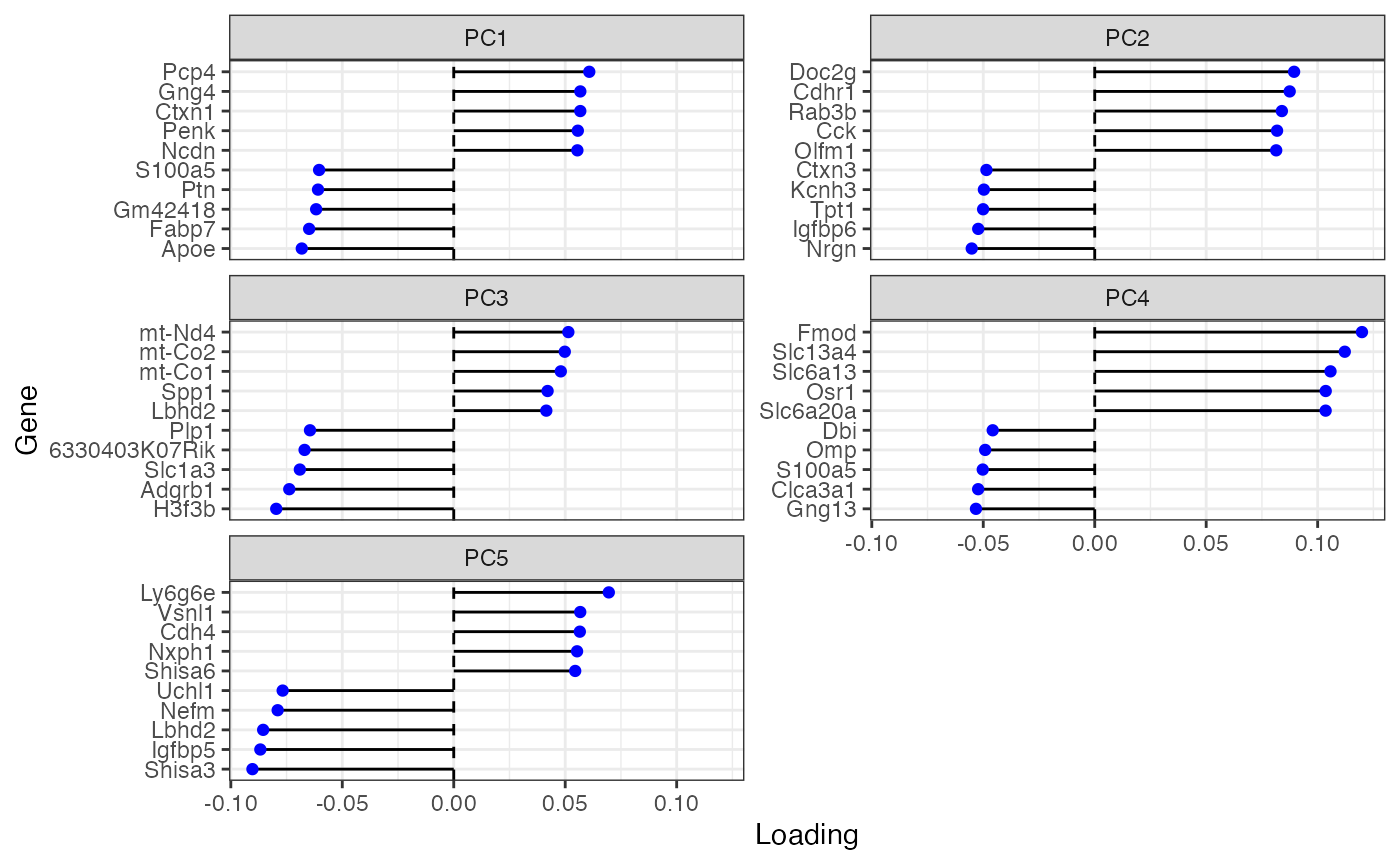 PC1
Pcp4
Gng4
Ctxn1
Penk
Ncdn
S100a5
Ptn
Gm42418
Fabp7
Apoe
PC2
Doc2g
Cdhr1
Rab3b
Cck
Olfm1
Ctxn3
Kcnh3
Tpt1
Igfbp6
Nrgn
PC3
mt-Nd4
mt-Co2
mt-Co1
Spp1
Lbhd2
Plp1
6330403K07Rik
Slc1a3
Adgrb1
H3f3b
PC4
Fmod
Slc13a4
Slc6a13
Osr1
Slc6a20a
Dbi
Omp
S100a5
Clca3a1
Gng13
-0.10 -0.05 0.00 0.05 0.10
PC5
Ly6g6e
Vsnl1
Cdh4
Nxph1
Shisa6
Uchl1
Nefm
Lbhd2
Igfbp5
Shisa3
-0.10 -0.05 0.00 0.05 0.10
Gene
Loading